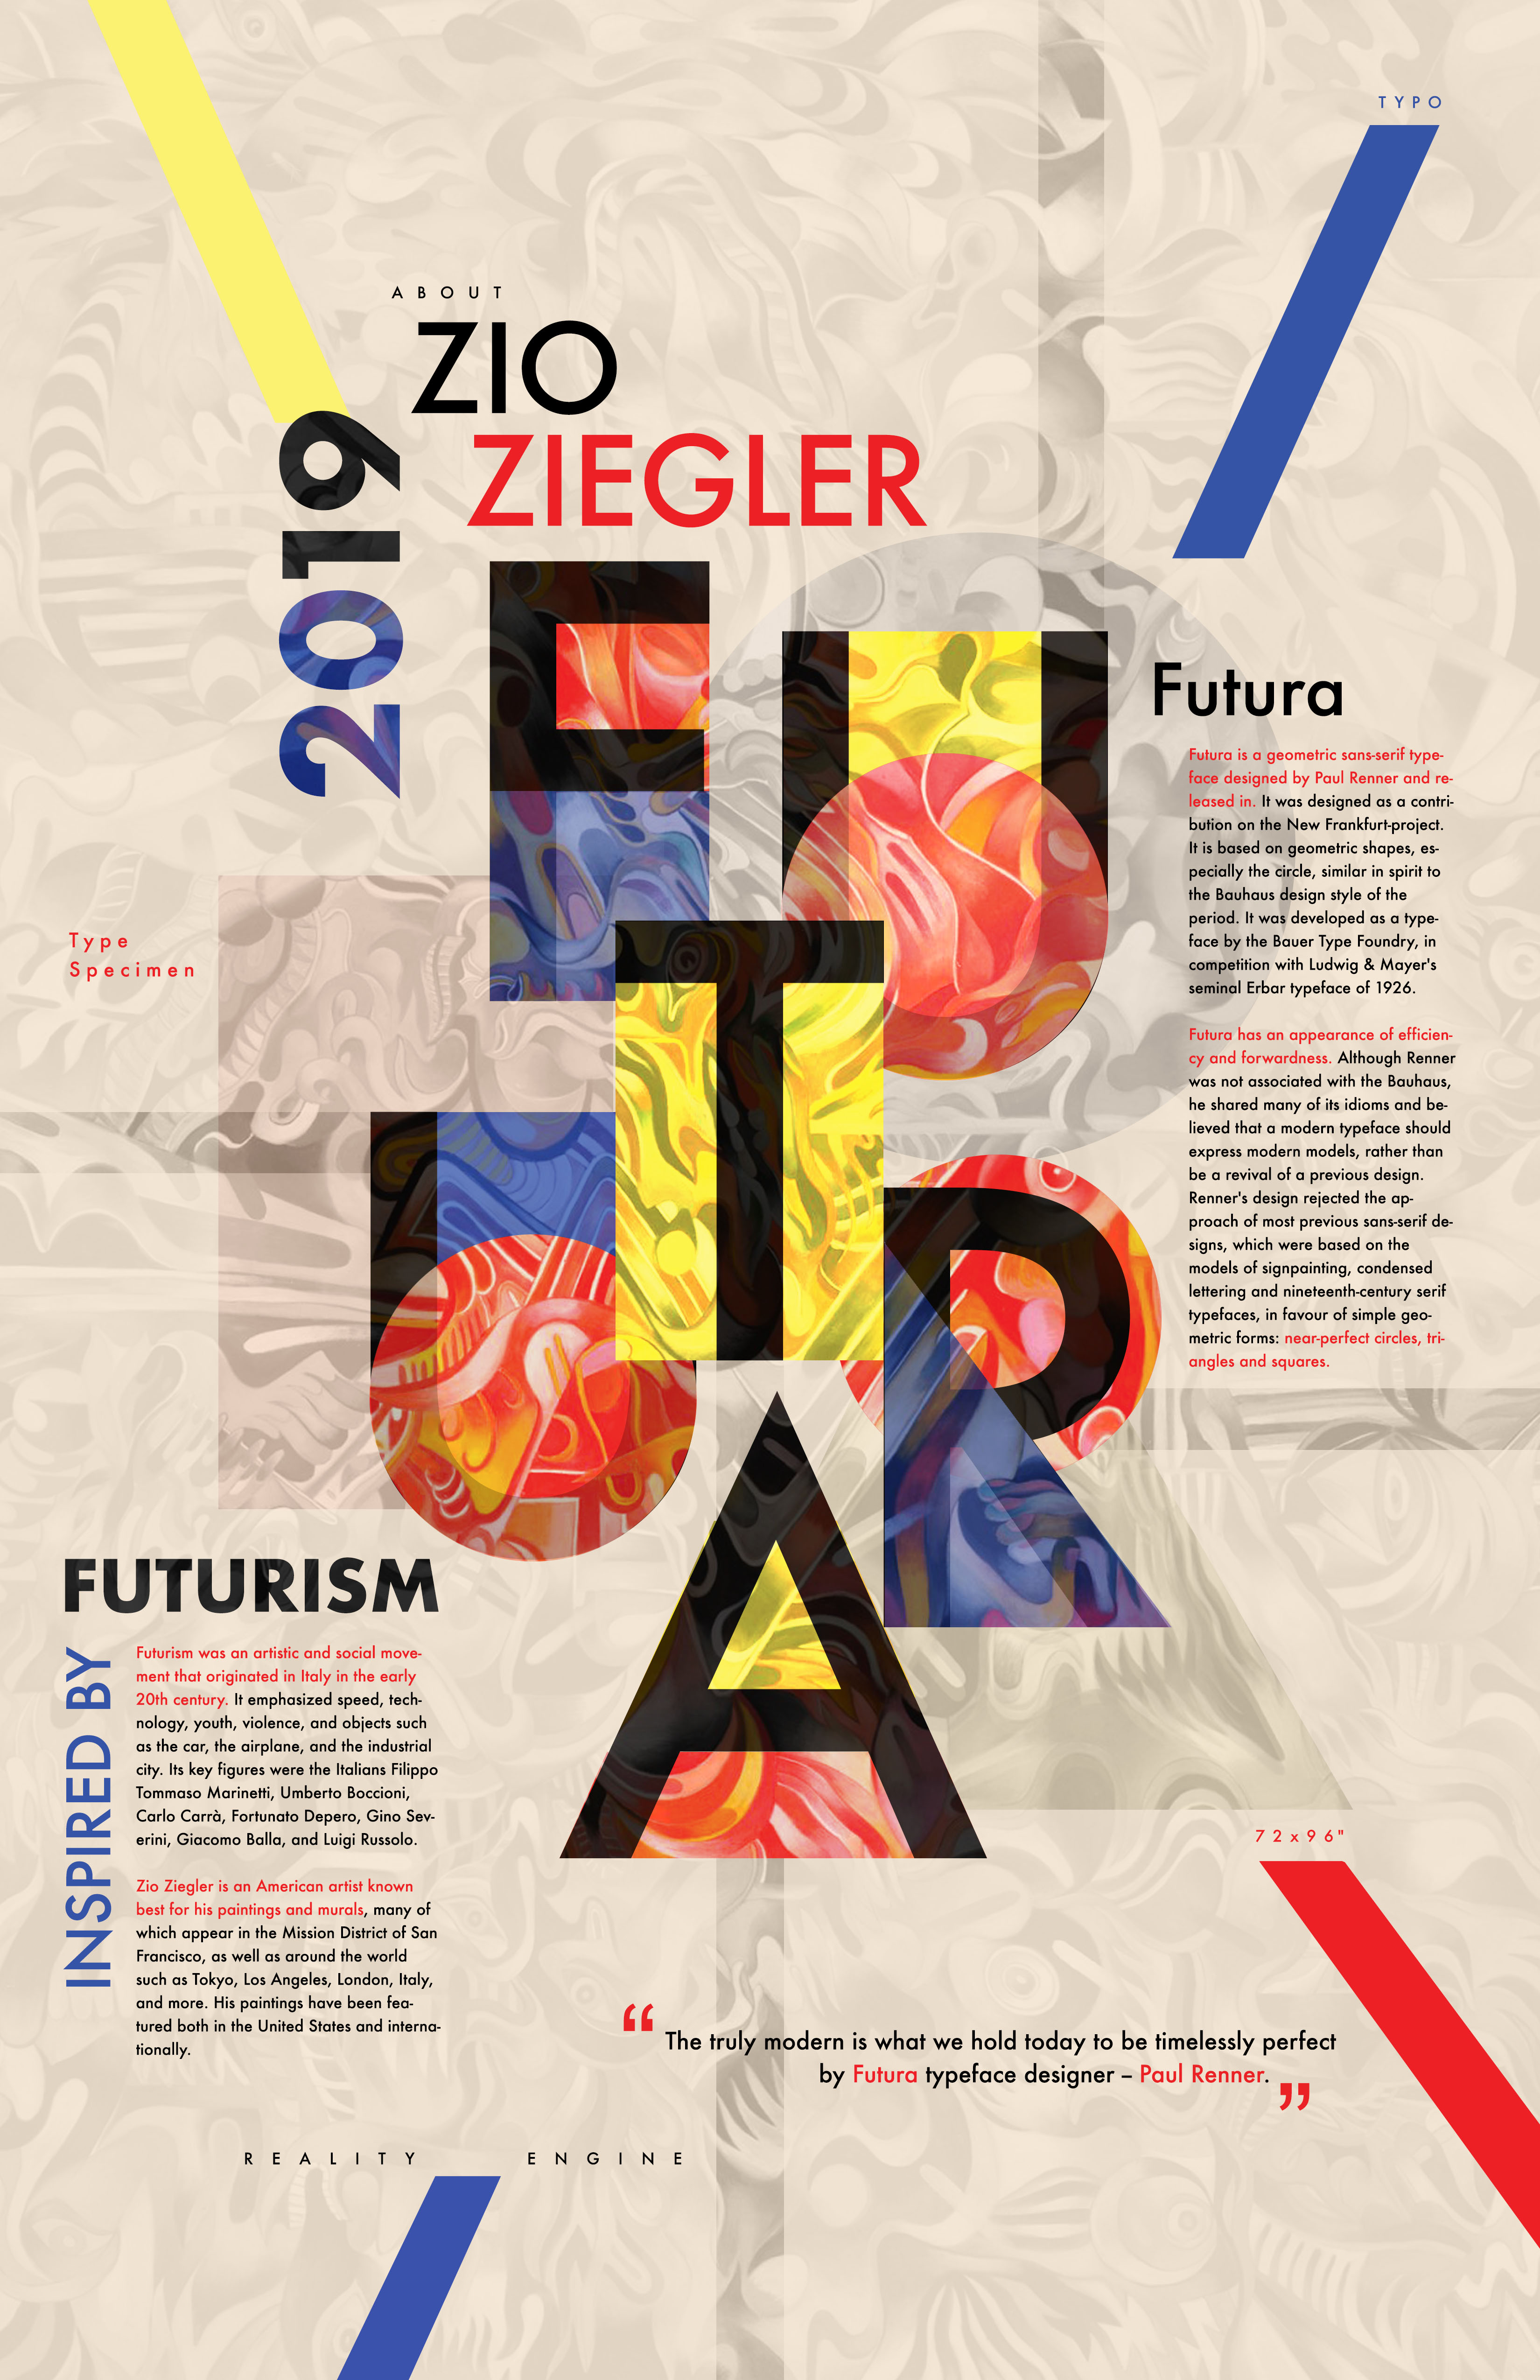 TYPO
ABOUT
ZIO
ZIEGLER
2019
FUTURA
Futura
Futura is a geometric sans-serif type-
face designed by Paul Renner and re-
leased in. It was designed as a contri-
bution on the New Frankfurt-project.
It is based on geometric shapes, es-
pecially the circle, similar in spirit to
the Bauhaus design style of the
period. It was developed as a type-
face by the Bauer Type Foundry, in
competition with Ludwig & Mayer's
seminal Erbar typeface of 1926.
Futura has an appearance of efficien-
cy and forwardness. Although Renner
was not associated with the Bauhaus,
he shared many of its idioms and be-
lieved that a modern typeface should
express modern models, rather than
be a revival of a previous design.
Renner's design rejected the ap-
proach of most previous sans-serif de-
signs, which were based on the
models of signpainting, condensed
lettering and nineteenth-century serif
typefaces, in favour of simple geo-
metric forms: near-perfect circles, tri-
angles and squares.
Type
Specimen
FUTURISM
INSPIRED BY
Futurism was an artistic and social move-
ment that originated in Italy in the early
20th century. It emphasized speed, tech-
nology, youth, violence, and objects such
as the car, the airplane, and the industrial
city. Its key figures were the Italians Filippo
Tommaso Marinetti, Umberto Boccioni,
Carlo Carrà, Fortunato Depero, Gino Sev-
erini, Giacomo Balla, and Luigi Russolo.
Zio Ziegler is an American artist known
best for his paintings and murals, many of
which appear in the Mission District of San
Francisco, as well as around the world
such as Tokyo, Los Angeles, London, Italy,
and more. His paintings have been fea-
tured both in the United States and interna-
tionally.
72x96"
“ The truly modern is what we hold today to be timelessly perfect
by Futura typeface designer – Paul Renner. ”
REALITY ENGINE